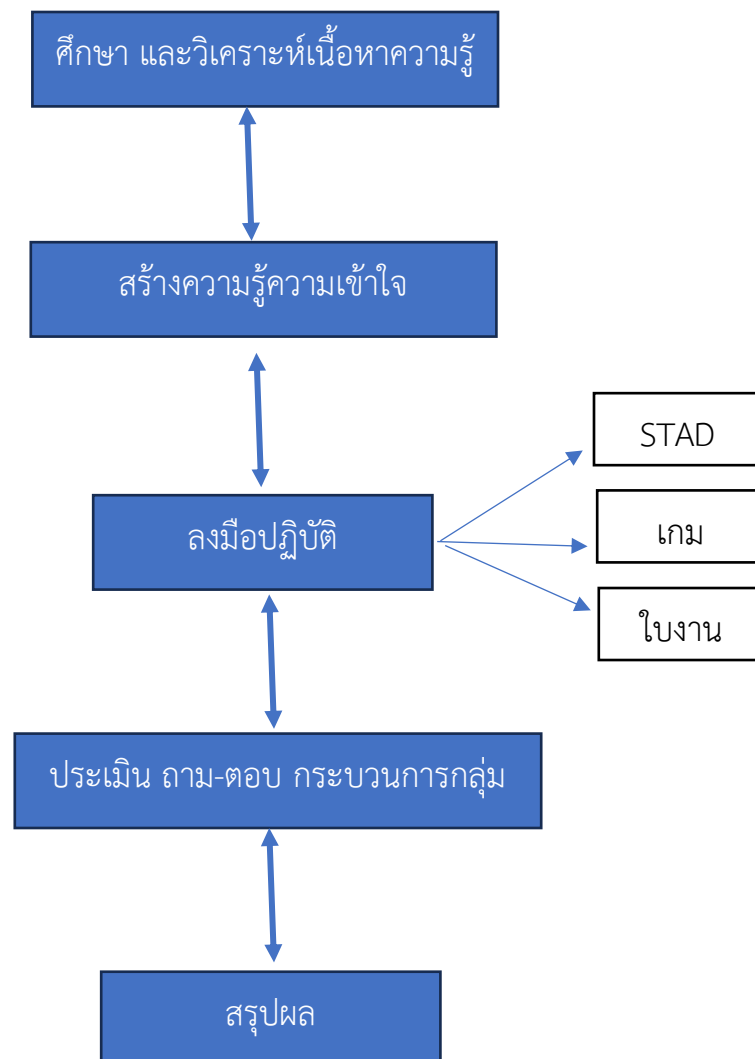 ศึกษา และวิเคราะห์เนื้อหาความรู้
สร้างความรู้ความเข้าใจ
ลงมือปฏิบัติ
STAD
เกม
ใบงาน
ประเมิน ถาม-ตอบ กระบวนการกลุ่ม
สรุปผล